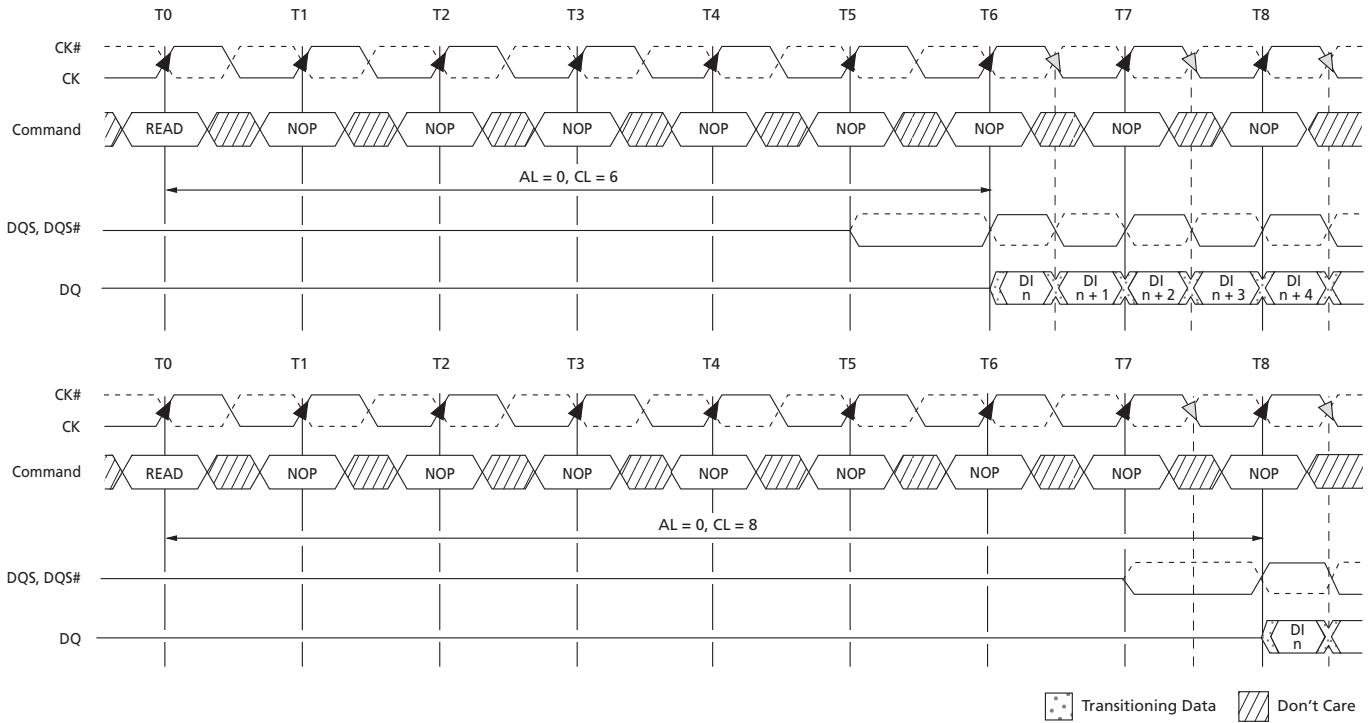 T0 T1 T2 T3 T4 T5 T6 T7 T8
CK#
CK
Command READ NOP NOP NOP NOP NOP NOP NOP NOP
AL = 0, CL = 6
DQS, DQS#
DQ DI n DI n + 1 DI n + 2 DI n + 3 DI n + 4
T0 T1 T2 T3 T4 T5 T6 T7 T8
CK#
CK
Command READ NOP NOP NOP NOP NOP NOP NOP NOP
AL = 0, CL = 8
DQS, DQS#
DQ DI n
Transitioning Data Don't Care